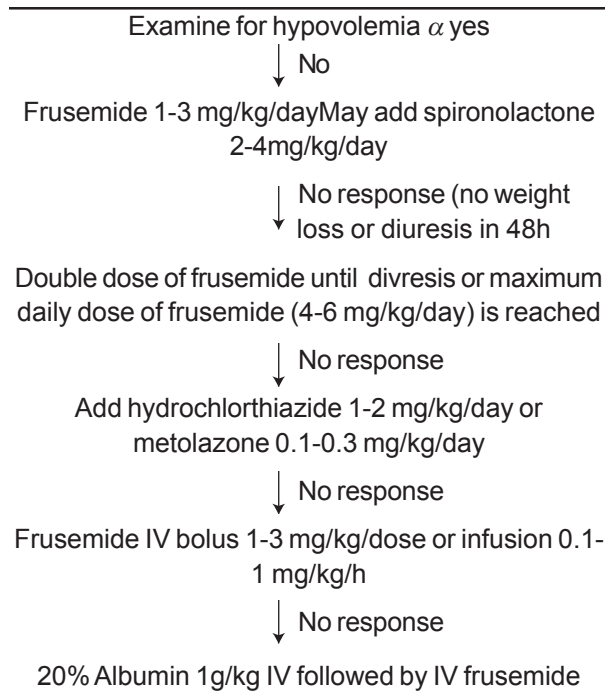 Examine for hypovolemia α yes
No
Frusemide 1-3 mg/kg/dayMay add spironolactone
2-4mg/kg/day
No response (no weight
loss or diuresis in 48h
Double dose of frusemide until divresis or maximum
daily dose of frusemide (4-6 mg/kg/day) is reached
No response
Add hydrochlorthiazide 1-2 mg/kg/day or
metolazone 0.1-0.3 mg/kg/day
No response
Frusemide IV bolus 1-3 mg/kg/dose or infusion 0.1-
1 mg/kg/h
No response
20% Albumin 1g/kg IV followed by IV frusemide